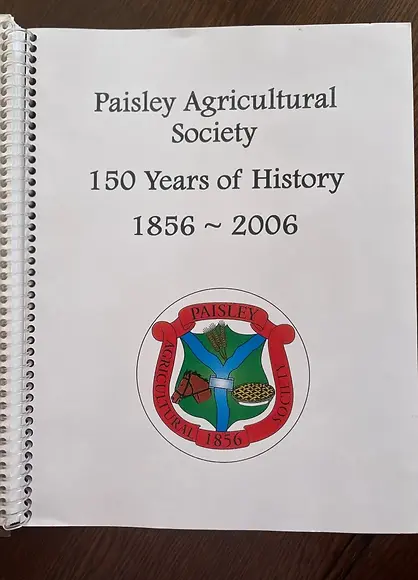 Paisley Agricultural
Society
150 Years of History
1856 ~ 2006
PAISLEY
AGRICULTURAL
SOCIETY
1856